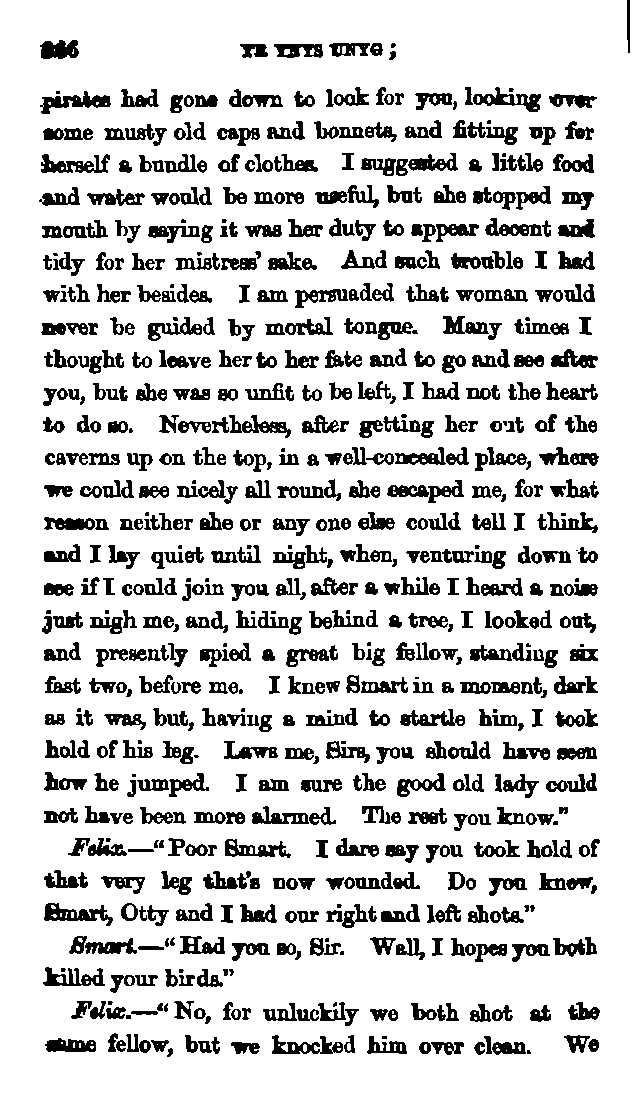 246 YE YNYS UNYG ;
pirates had gone down to look for you, looking over
some musty old caps and bonnets, and fitting up for
herself a bundle of clothes. I suggested a little food
and water would be more useful, but she stopped my
mouth by saying it was her duty to appear decent and
tidy for her mistress' sake. And such trouble I had
with her besides. I am persuaded that woman would
never be guided by mortal tongue. Many times I
thought to leave her to her fate and to go and see after
you, but she was so unfit to be left, I had not the heart
to do so. Nevertheless, after getting her out of the
caverns up on the top, in a well-concealed place, where
we could see nicely all round, she escaped me, for what
reason neither she or any one else could tell I think,
and I lay quiet until night, when, venturing down to
see if I could join you all, after a while I heard a noise
just nigh me, and, hiding behind a tree, I looked out,
and presently spied a great big fellow, standing six
fast two, before me. I knew Smart in a moment, dark
as it was, but, having a mind to startle him, I took
hold of his leg. Laws me, Sirs, you should have seen
how he jumped. I am sure the good old lady could
not have been more alarmed. The rest you know."
Felix.—"Poor Smart. I dare say you took hold of
that very leg that's now wounded. Do you know,
Smart, Otty and I had our right and left shots."
Smart.—"Had you so, Sir. Wall, I hopes you both
killed your birds."
Felix.—"No, for unluckily we both shot at the
same fellow, but we knocked him over clean. We